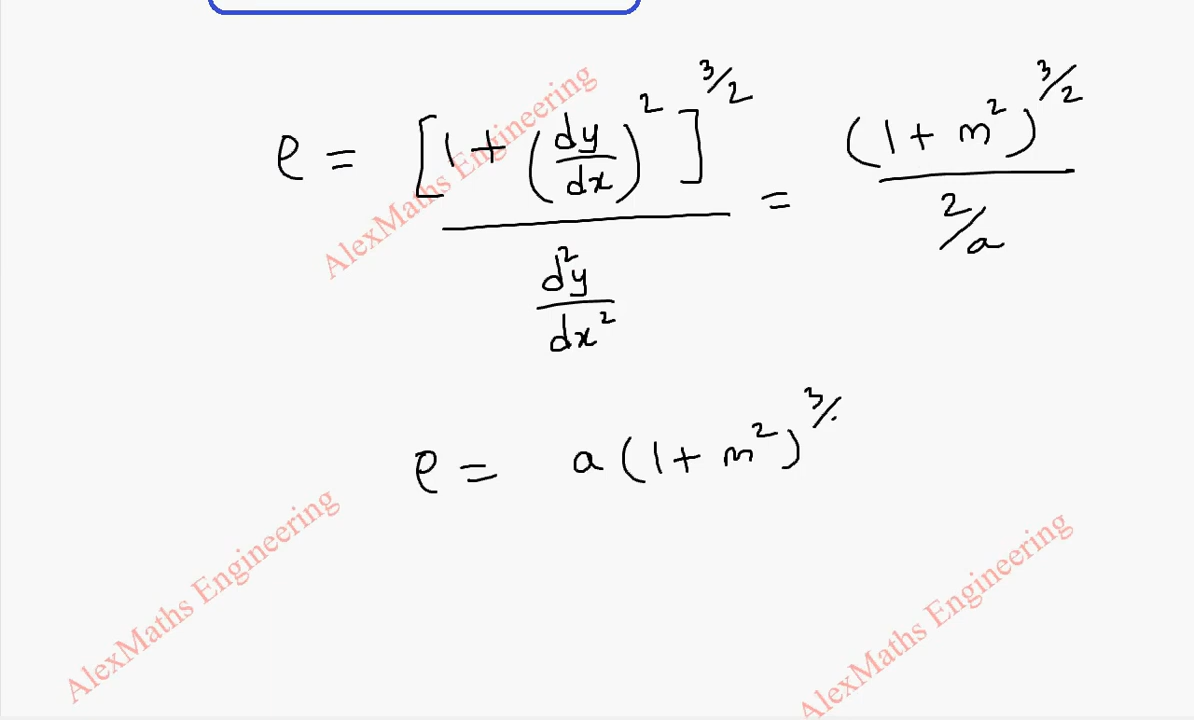 ρ = [1 + (dy/dx)²]^3/2 / d²y/dx² = (1 + m²)^3/2 / 2/a
ρ = a(1 + m²)^3/
AlexMaths Engineering
AlexMaths Engineering
AlexMaths Engineering